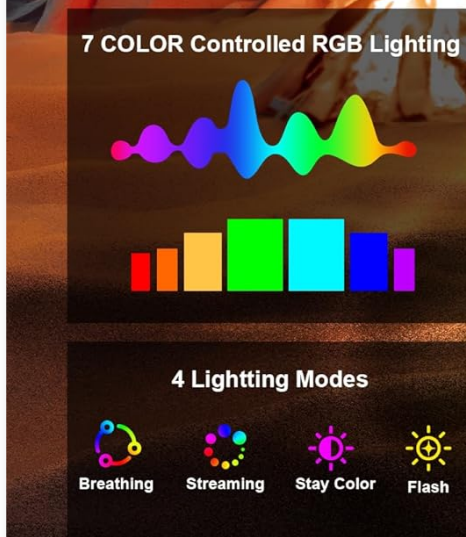 7 COLOR Controlled RGB Lighting
4 Lightting Modes
Breathing Streaming Stay Color Flash